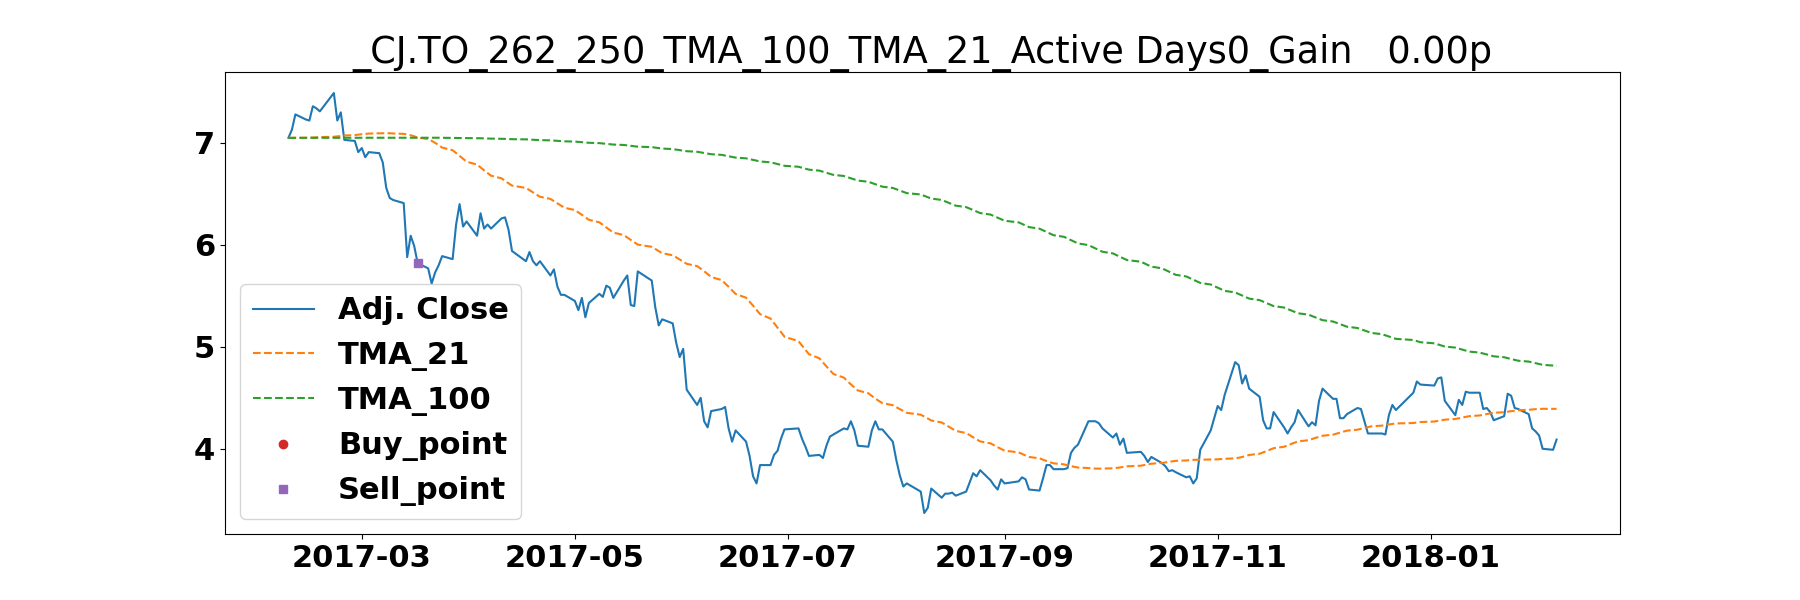 _CJ.TO_262_250_TMA_100_TMA_21_Active Days0_Gain   0.00p
7
6
5
4
Adj. Close
TMA_21
TMA_100
Buy_point
Sell_point
2017-03 2017-05 2017-07 2017-09 2017-11 2018-01